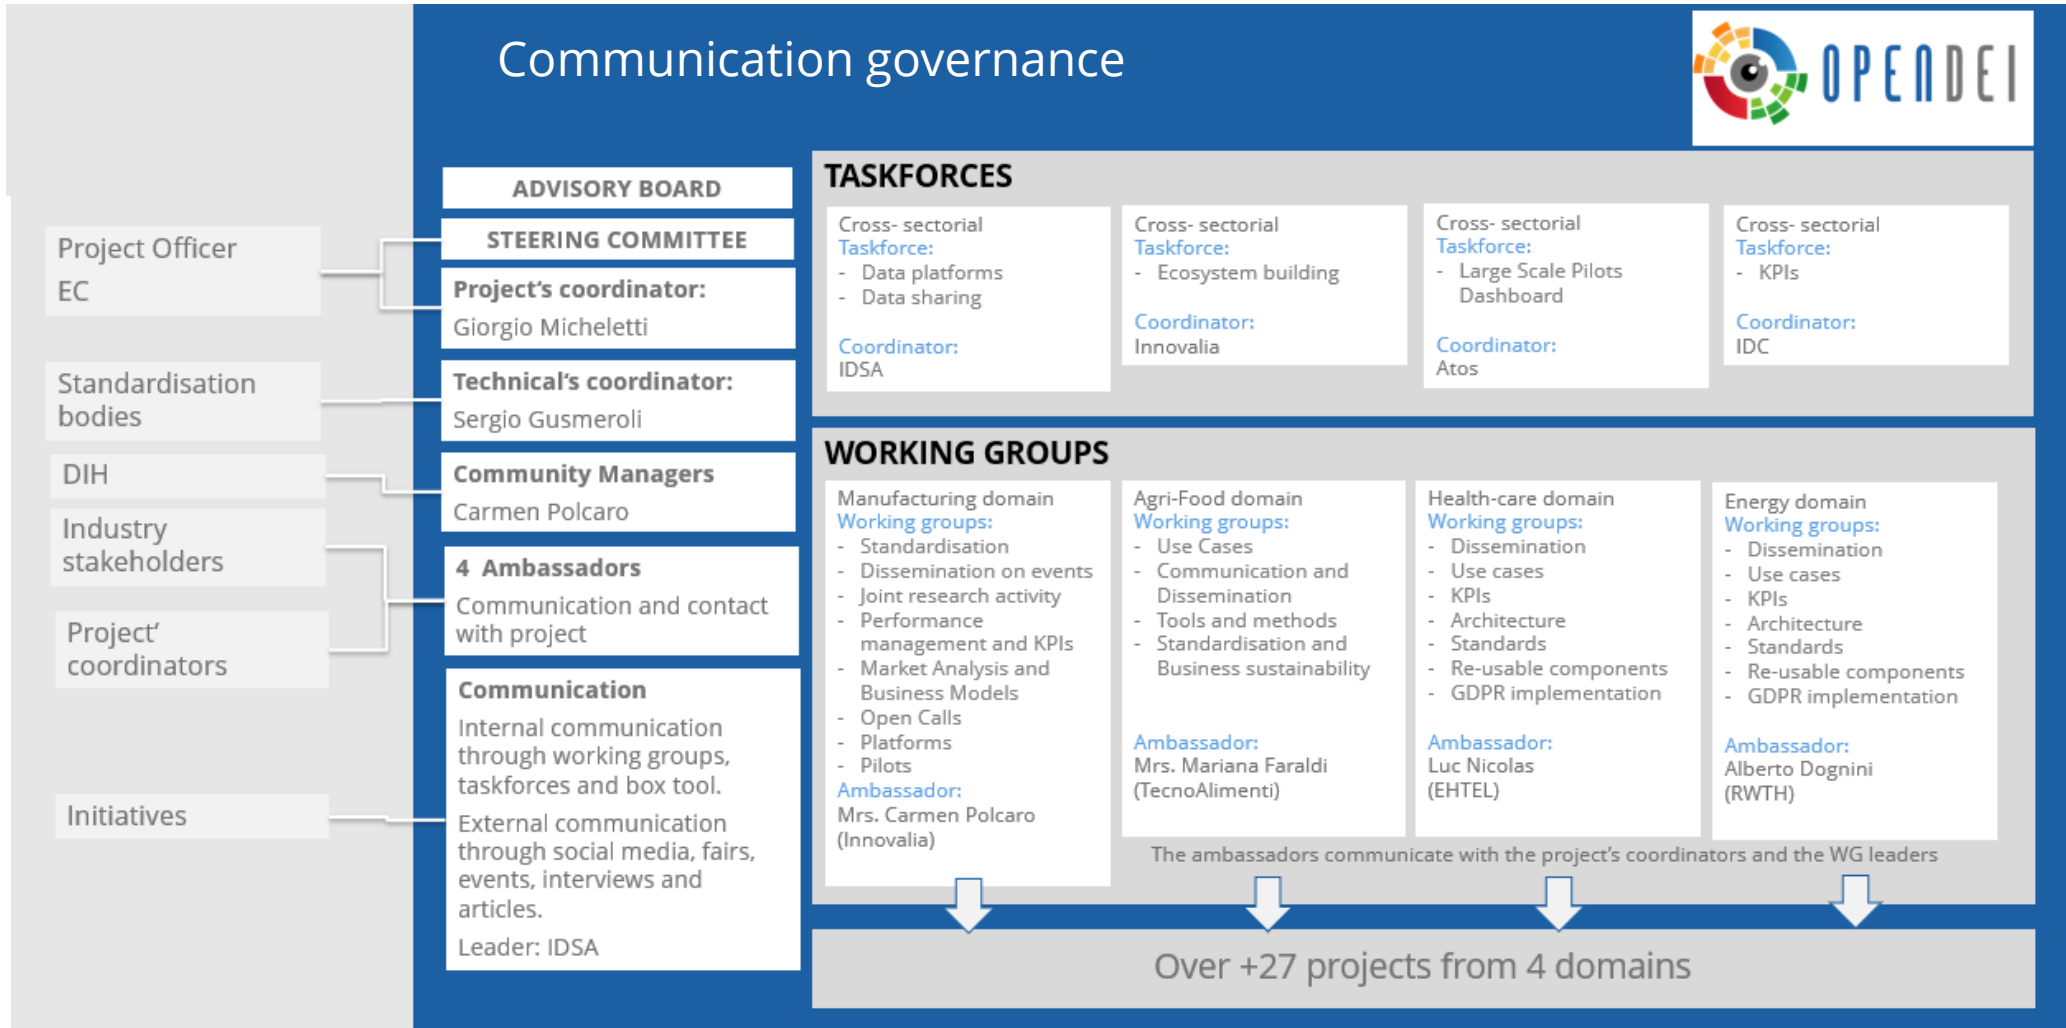 Communication governance
OPENDEI
Project Officer
EC
Standardisation
bodies
DIH
Industry
stakeholders
Project‘
coordinators
Initiatives
ADVISORY BOARD
STEERING COMMITTEE
Project's coordinator:
Giorgio Micheletti
Technical's coordinator:
Sergio Gusmeroli
Community Managers
Carmen Polcaro
4 Ambassadors
Communication and contact
with project
Communication
Internal communication
through working groups,
taskforces and box tool.
External communication
through social media, fairs,
events, interviews and
articles.
Leader: IDSA
TASKFORCES
Cross- sectorial
Taskforce:
- Data platforms
- Data sharing
Coordinator:
IDSA
Cross- sectorial
Taskforce:
- Ecosystem building
Coordinator:
Innovalia
Cross- sectorial
Taskforce:
- Large Scale Pilots
Dashboard
Coordinator:
Atos
Cross- sectorial
Taskforce:
- KPIs
Coordinator:
IDC
WORKING GROUPS
Manufacturing domain
Working groups:
- Standardisation
- Dissemination on events
- Joint research activity
- Performance
management and KPIs
- Market Analysis and
Business Models
- Open Calls
- Platforms
- Pilots
Ambassador:
Mrs. Carmen Polcaro
(Innovalia)
Agri-Food domain
Working groups:
- Use Cases
- Communication and
Dissemination
- Tools and methods
- Standardisation and
Business sustainability
Ambassador:
Mrs. Mariana Faraldi
(TecnoAlimenti)
Health-care domain
Working groups:
- Dissemination
- Use cases
- KPIs
- Architecture
- Standards
- Re-usable components
- GDPR implementation
Ambassador:
Luc Nicolas
(EHTEL)
Energy domain
Working groups:
- Dissemination
- Use cases
- KPIs
- Architecture
- Standards
- Re-usable components
- GDPR implementation
Ambassador:
Alberto Dognini
(RWTH)
The ambassadors communicate with the project's coordinators and the WG leaders
Over +27 projects from 4 domains